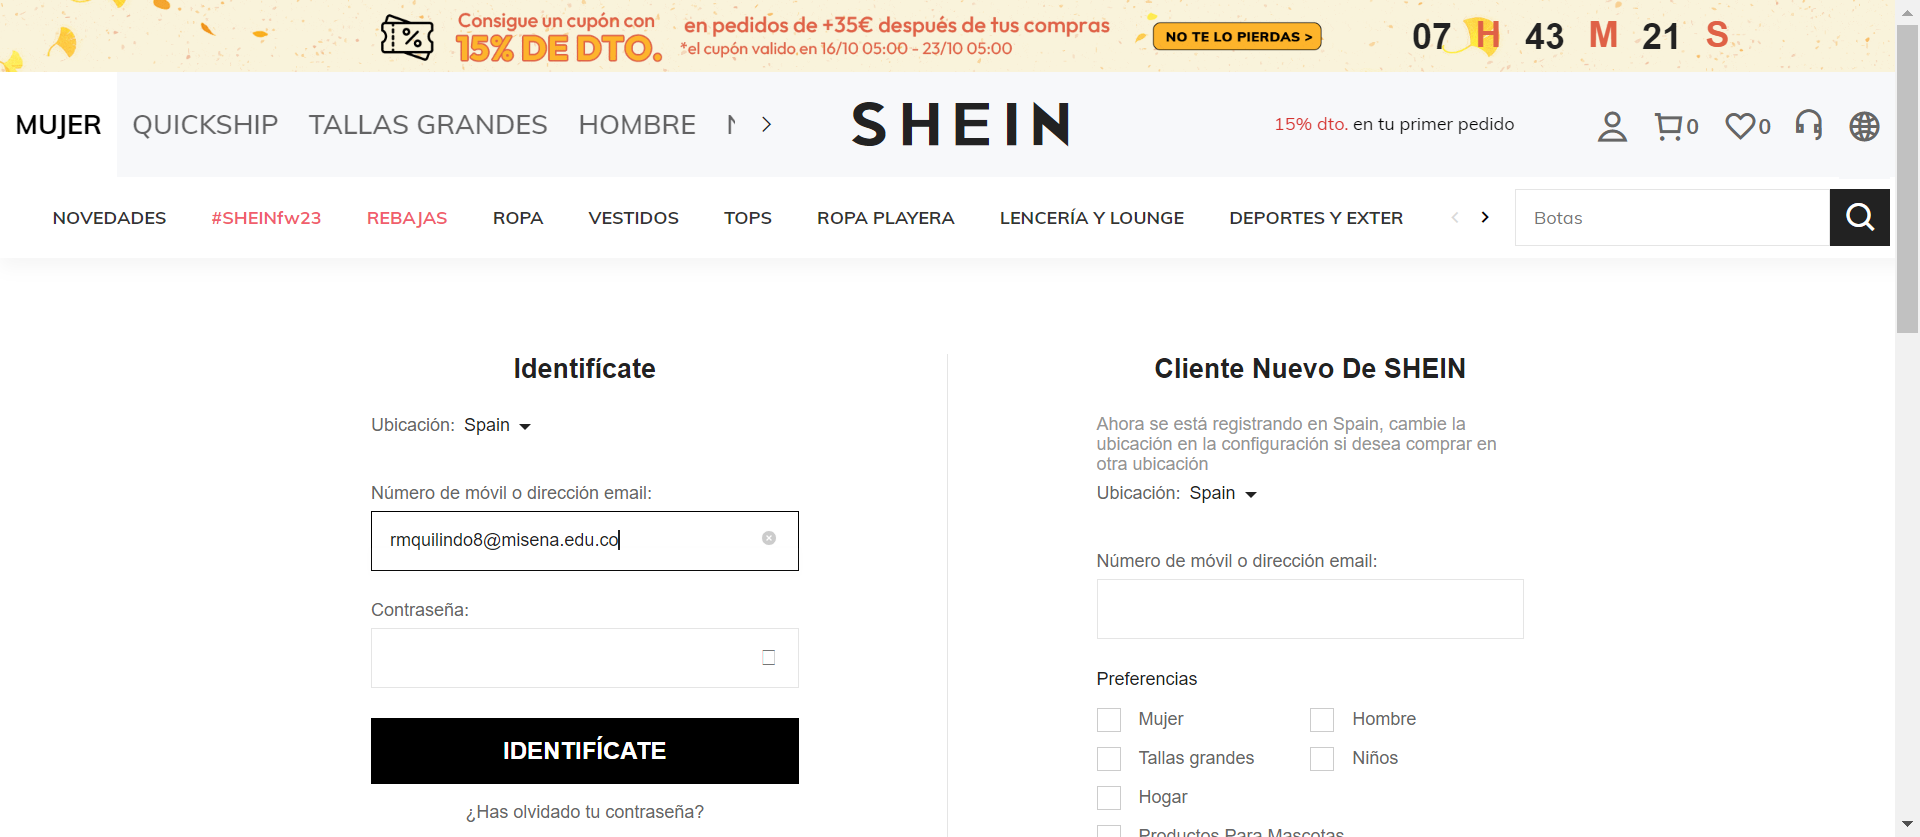 Consigue un cupón con
15% DE DTO.
en pedidos de +35€ después de tus compras
*el cupón valido en 16/10 05:00 - 23/10 05:00
NO TE LO PIERDAS >
07 H 43 M 21 S
MUJER QUICKSHIP TALLAS GRANDES HOMBRE
SHEIN
15% dto. en tu primer pedido
0 0
NOVEDADES #SHEINfw23 REBAJAS ROPA VESTIDOS TOPS ROPA PLAYERA LENCERÍA Y LOUNGE DEPORTES Y EXTER
Botas
Identifícate
Ubicación: Spain
Número de móvil o dirección email:
rmquilindo8@misena.edu.co
Contraseña:
IDENTIFÍCATE
¿Has olvidado tu contraseña?
Cliente Nuevo De SHEIN
Ahora se está registrando en Spain, cambie la
ubicación en la configuración si desea comprar en
otra ubicación
Ubicación: Spain
Número de móvil o dirección email:
Preferencias
Mujer Hombre
Tallas grandes Niños
Hogar
Productos Para Mascotas